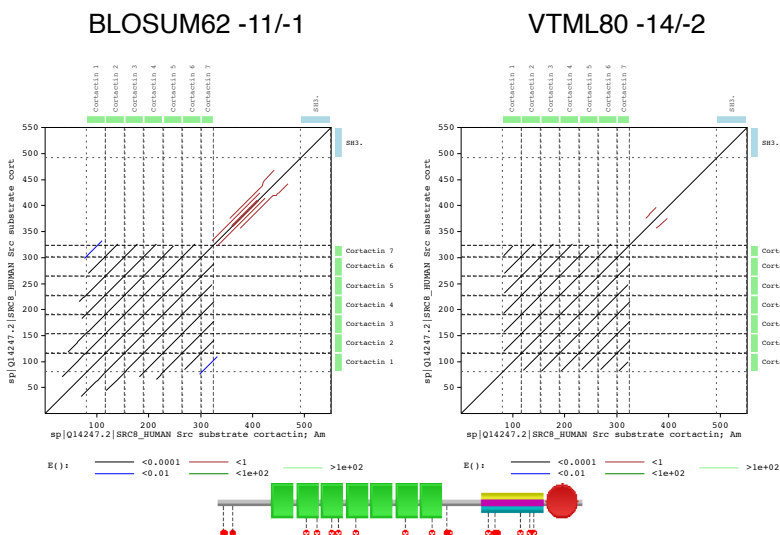 BLOSUM62 -11/-1
VTML80 -14/-2
Cortactin 1
Cortactin 2
Cortactin 3
Cortactin 4
Cortactin 5
Cortactin 6
Cortactin 7
SH3.
Cortactin 1
Cortactin 2
Cortactin 3
Cortactin 4
Cortactin 5
Cortactin 6
Cortactin 7
SH3.
sp|Q14247.2|SRC8_HUMAN Src substrate cort
550
500
450
400
350
300
250
200
150
100
50
SH3.
Cortactin 7
Cortactin 6
Cortactin 5
Cortactin 4
Cortactin 3
Cortactin 2
Cortactin 1
100
200
300
400
500
sp|Q14247.2|SRC8_HUMAN Src substrate cortactin; Am
sp|Q14247.2|SRC8_HUMAN Src substrate cort
550
500
450
400
350
300
250
200
150
100
50
SH3.
Cort
Cort
Cort
Cort
Cort
Cort
Cort
100
200
300
400
500
sp|Q14247.2|SRC8_HUMAN Src substrate cortactin; Am
E(): <0.0001 <1 >1e+02
<0.01 <1e+02
E(): <0.0001 <1 >1e+02
<0.01 <1e+02